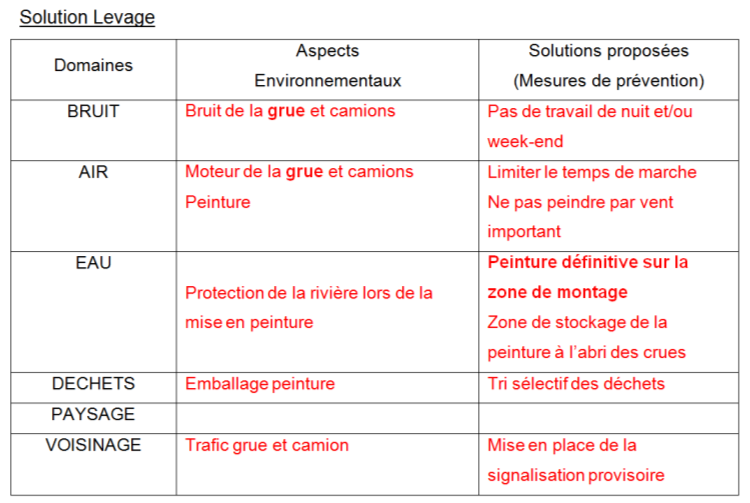 Solution Levage
Domaines
Aspects
Environnementaux
Solutions proposées
(Mesures de prévention)
BRUIT
Bruit de la grue et camions
Pas de travail de nuit et/ou
week-end
AIR
Moteur de la grue et camions
Peinture
Limiter le temps de marche
Ne pas peindre par vent
important
EAU
Protection de la rivière lors de la
mise en peinture
Peinture définitive sur la
zone de montage
Zone de stockage de la
peinture à l’abri des crues
DECHETS
Emballage peinture
Tri sélectif des déchets
PAYSAGE
VOISINAGE
Trafic grue et camion
Mise en place de la
signalisation provisoire